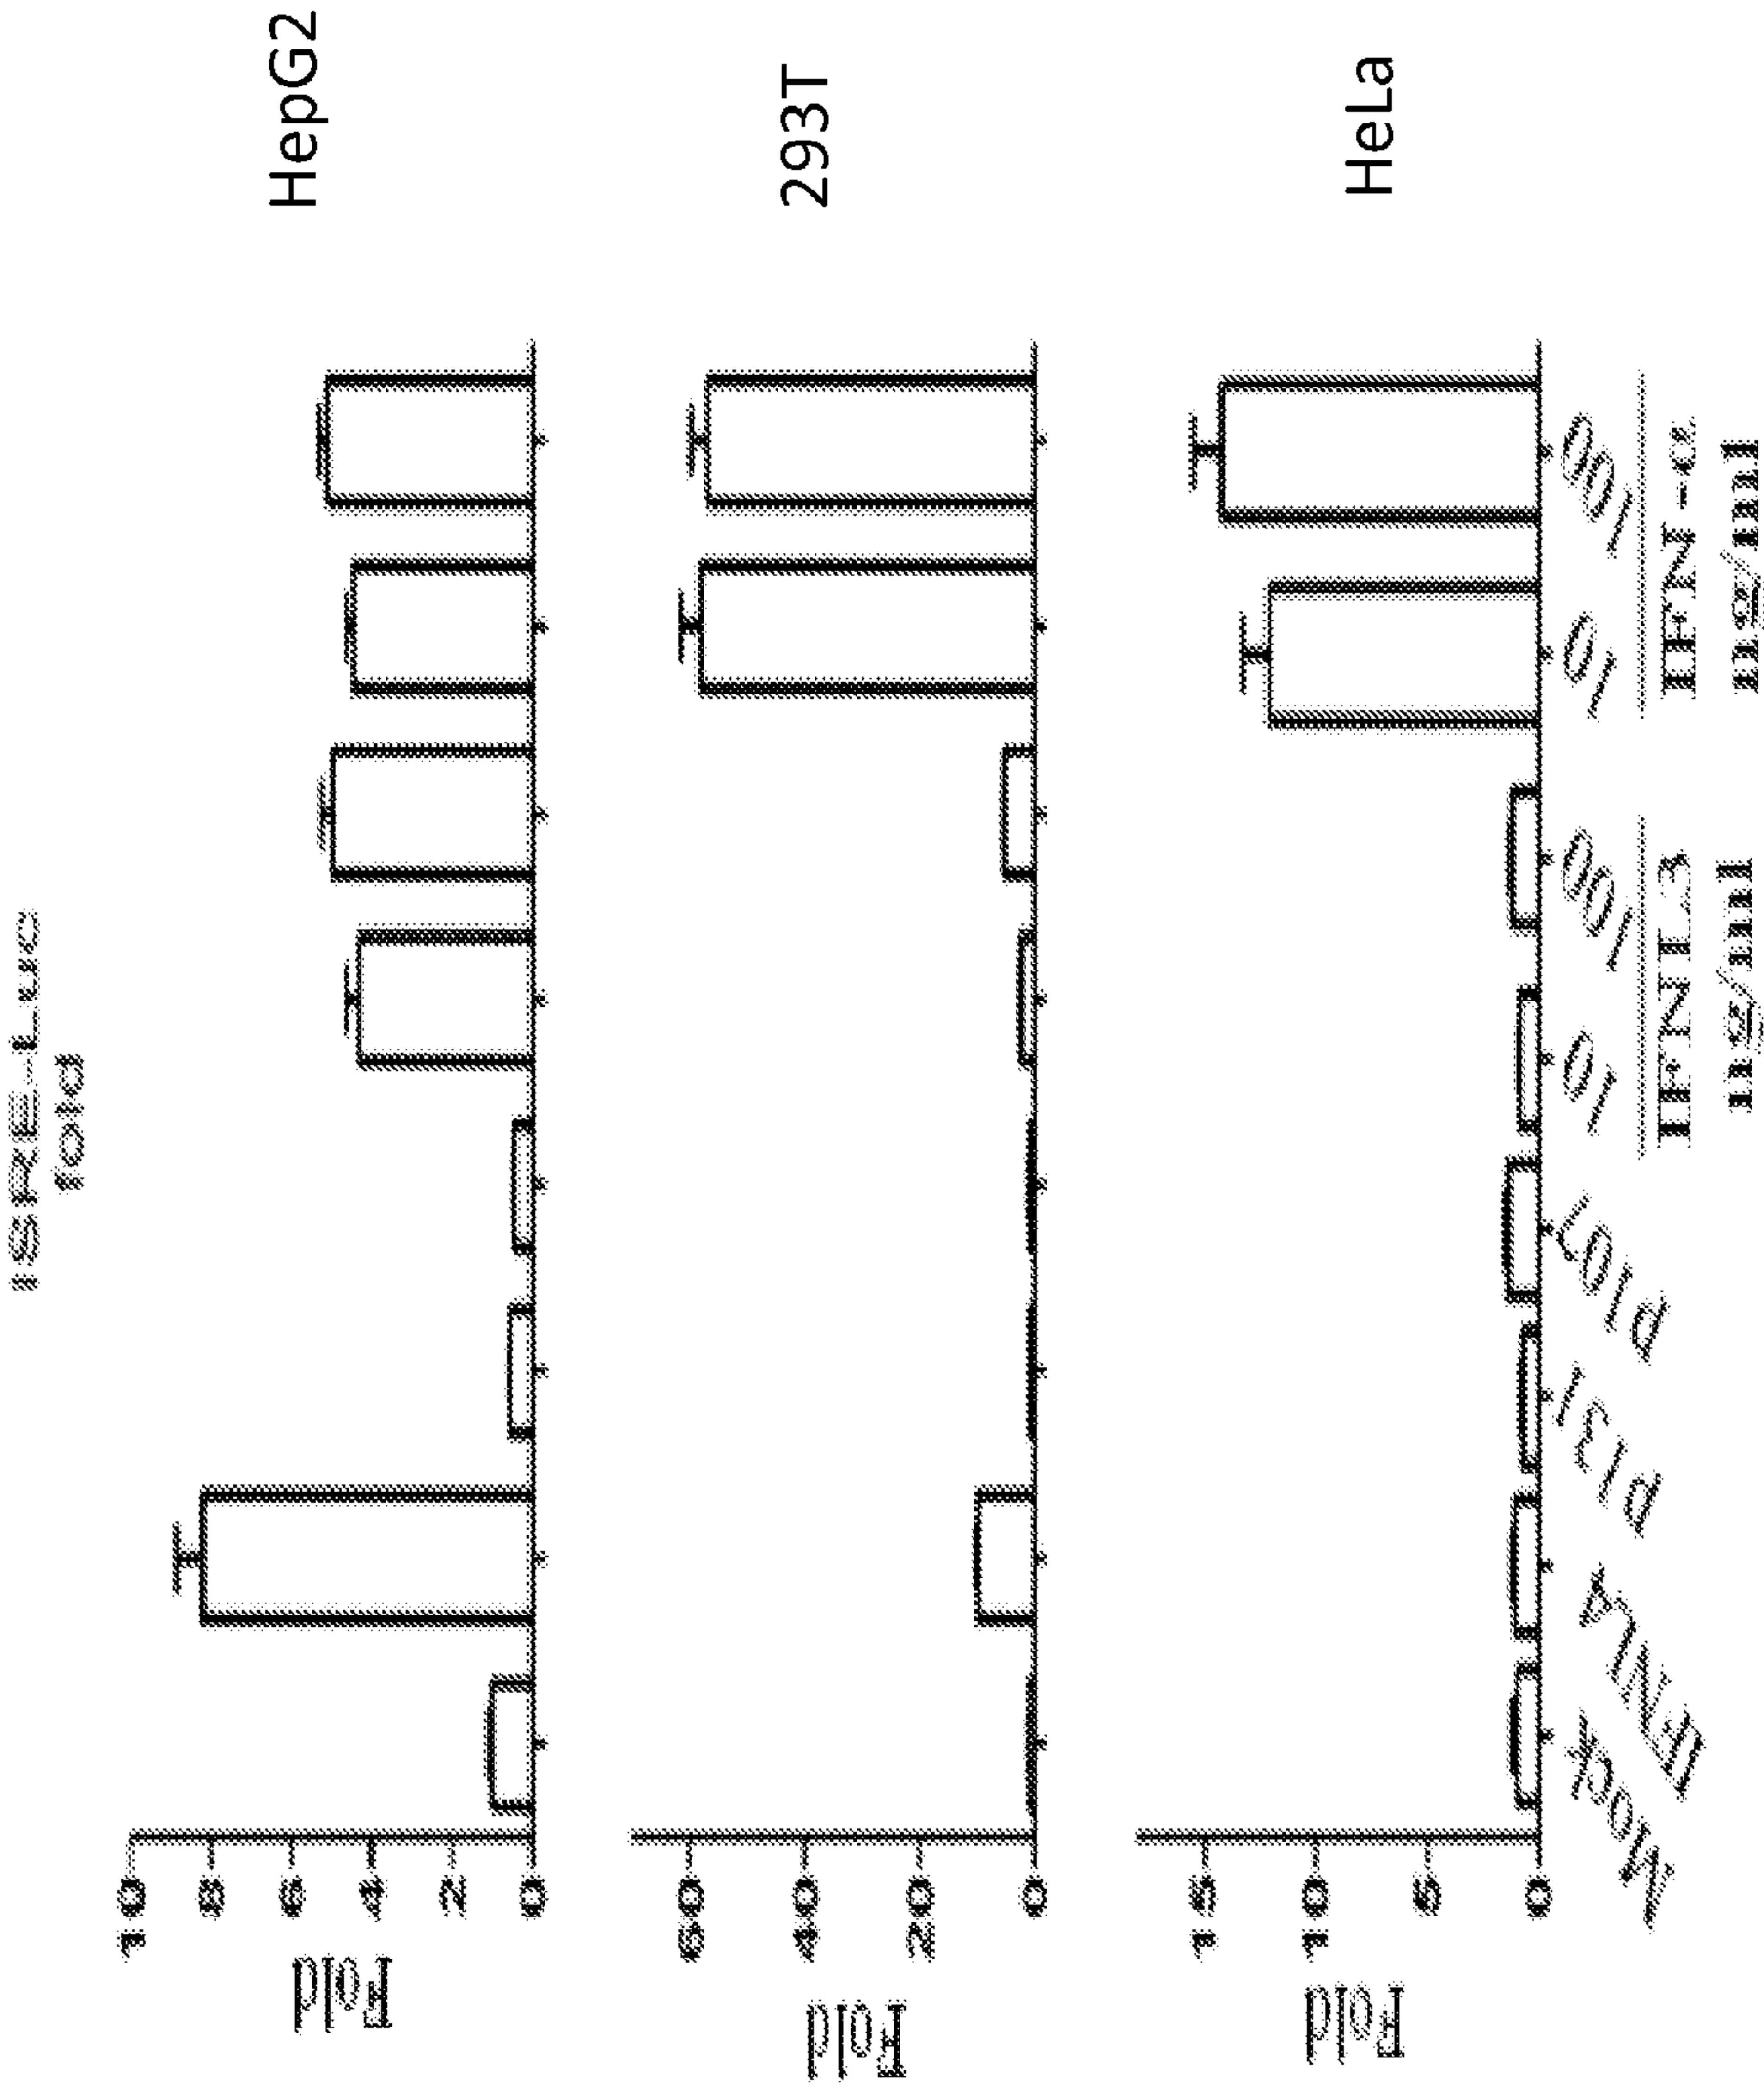 ISRE-Luc
fold
HepG2
Fold
10
8
6
4
2
0
293T
Fold
60
40
20
0
HeLa
Fold
15
10
5
0
Mock
IFNL4
P131
P107
10
100
10
100
IFNL3
IFN-α
ng/ml
ng/ml